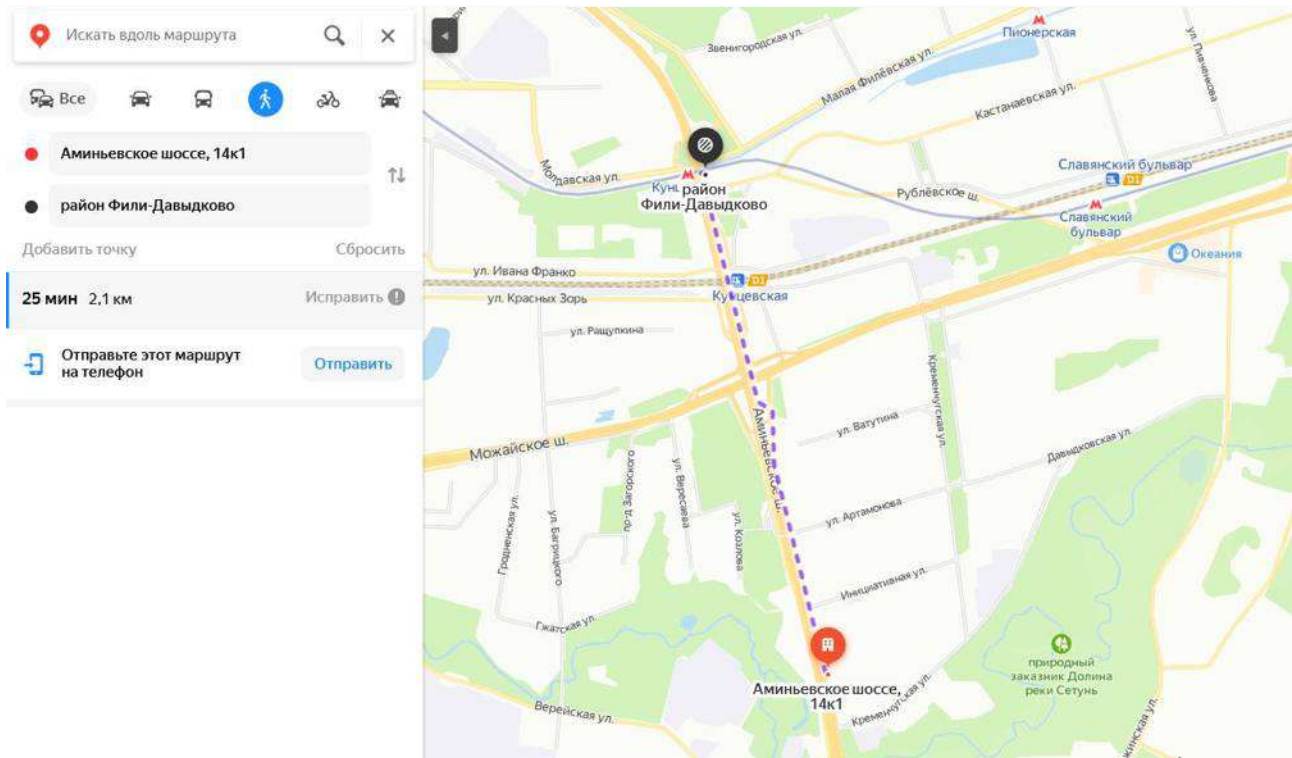 Искать вдоль маршрута
Все
Аминьевское шоссе, 14к1
район Фили-Давыдково
Добавить точку
Сбросить
25 мин 2,1 км
Исправить
Отправьте этот маршрут
на телефон
Отправить
Звенигородская ул.
Пионерская
ул. Пивченкова
Малая Филёвская ул.
Кастанаевская ул.
Молдавская ул.
район
Фили-Давыдково
Рублёвское ш.
Славянский бульвар
D1
Славянский
бульвар
Океания
ул. Ивана Франко
D1
ул. Красных Зорь
Кунцевская
ул. Ращупкина
Кременчугская ул.
Можайское ш.
Аминьевское ш.
ул. Ватутина
Давыдковская ул.
пр-д Загорского
ул. Вересаева
Гродненская ул.
ул. Багрицкого
ул. Козлова
ул. Артамонова
Инициативная ул.
Гжатская ул.
природный
заказник Долина
реки Сетунь
Аминьевское шоссе,
14к1
Верейская ул.
Кременчугская ул.